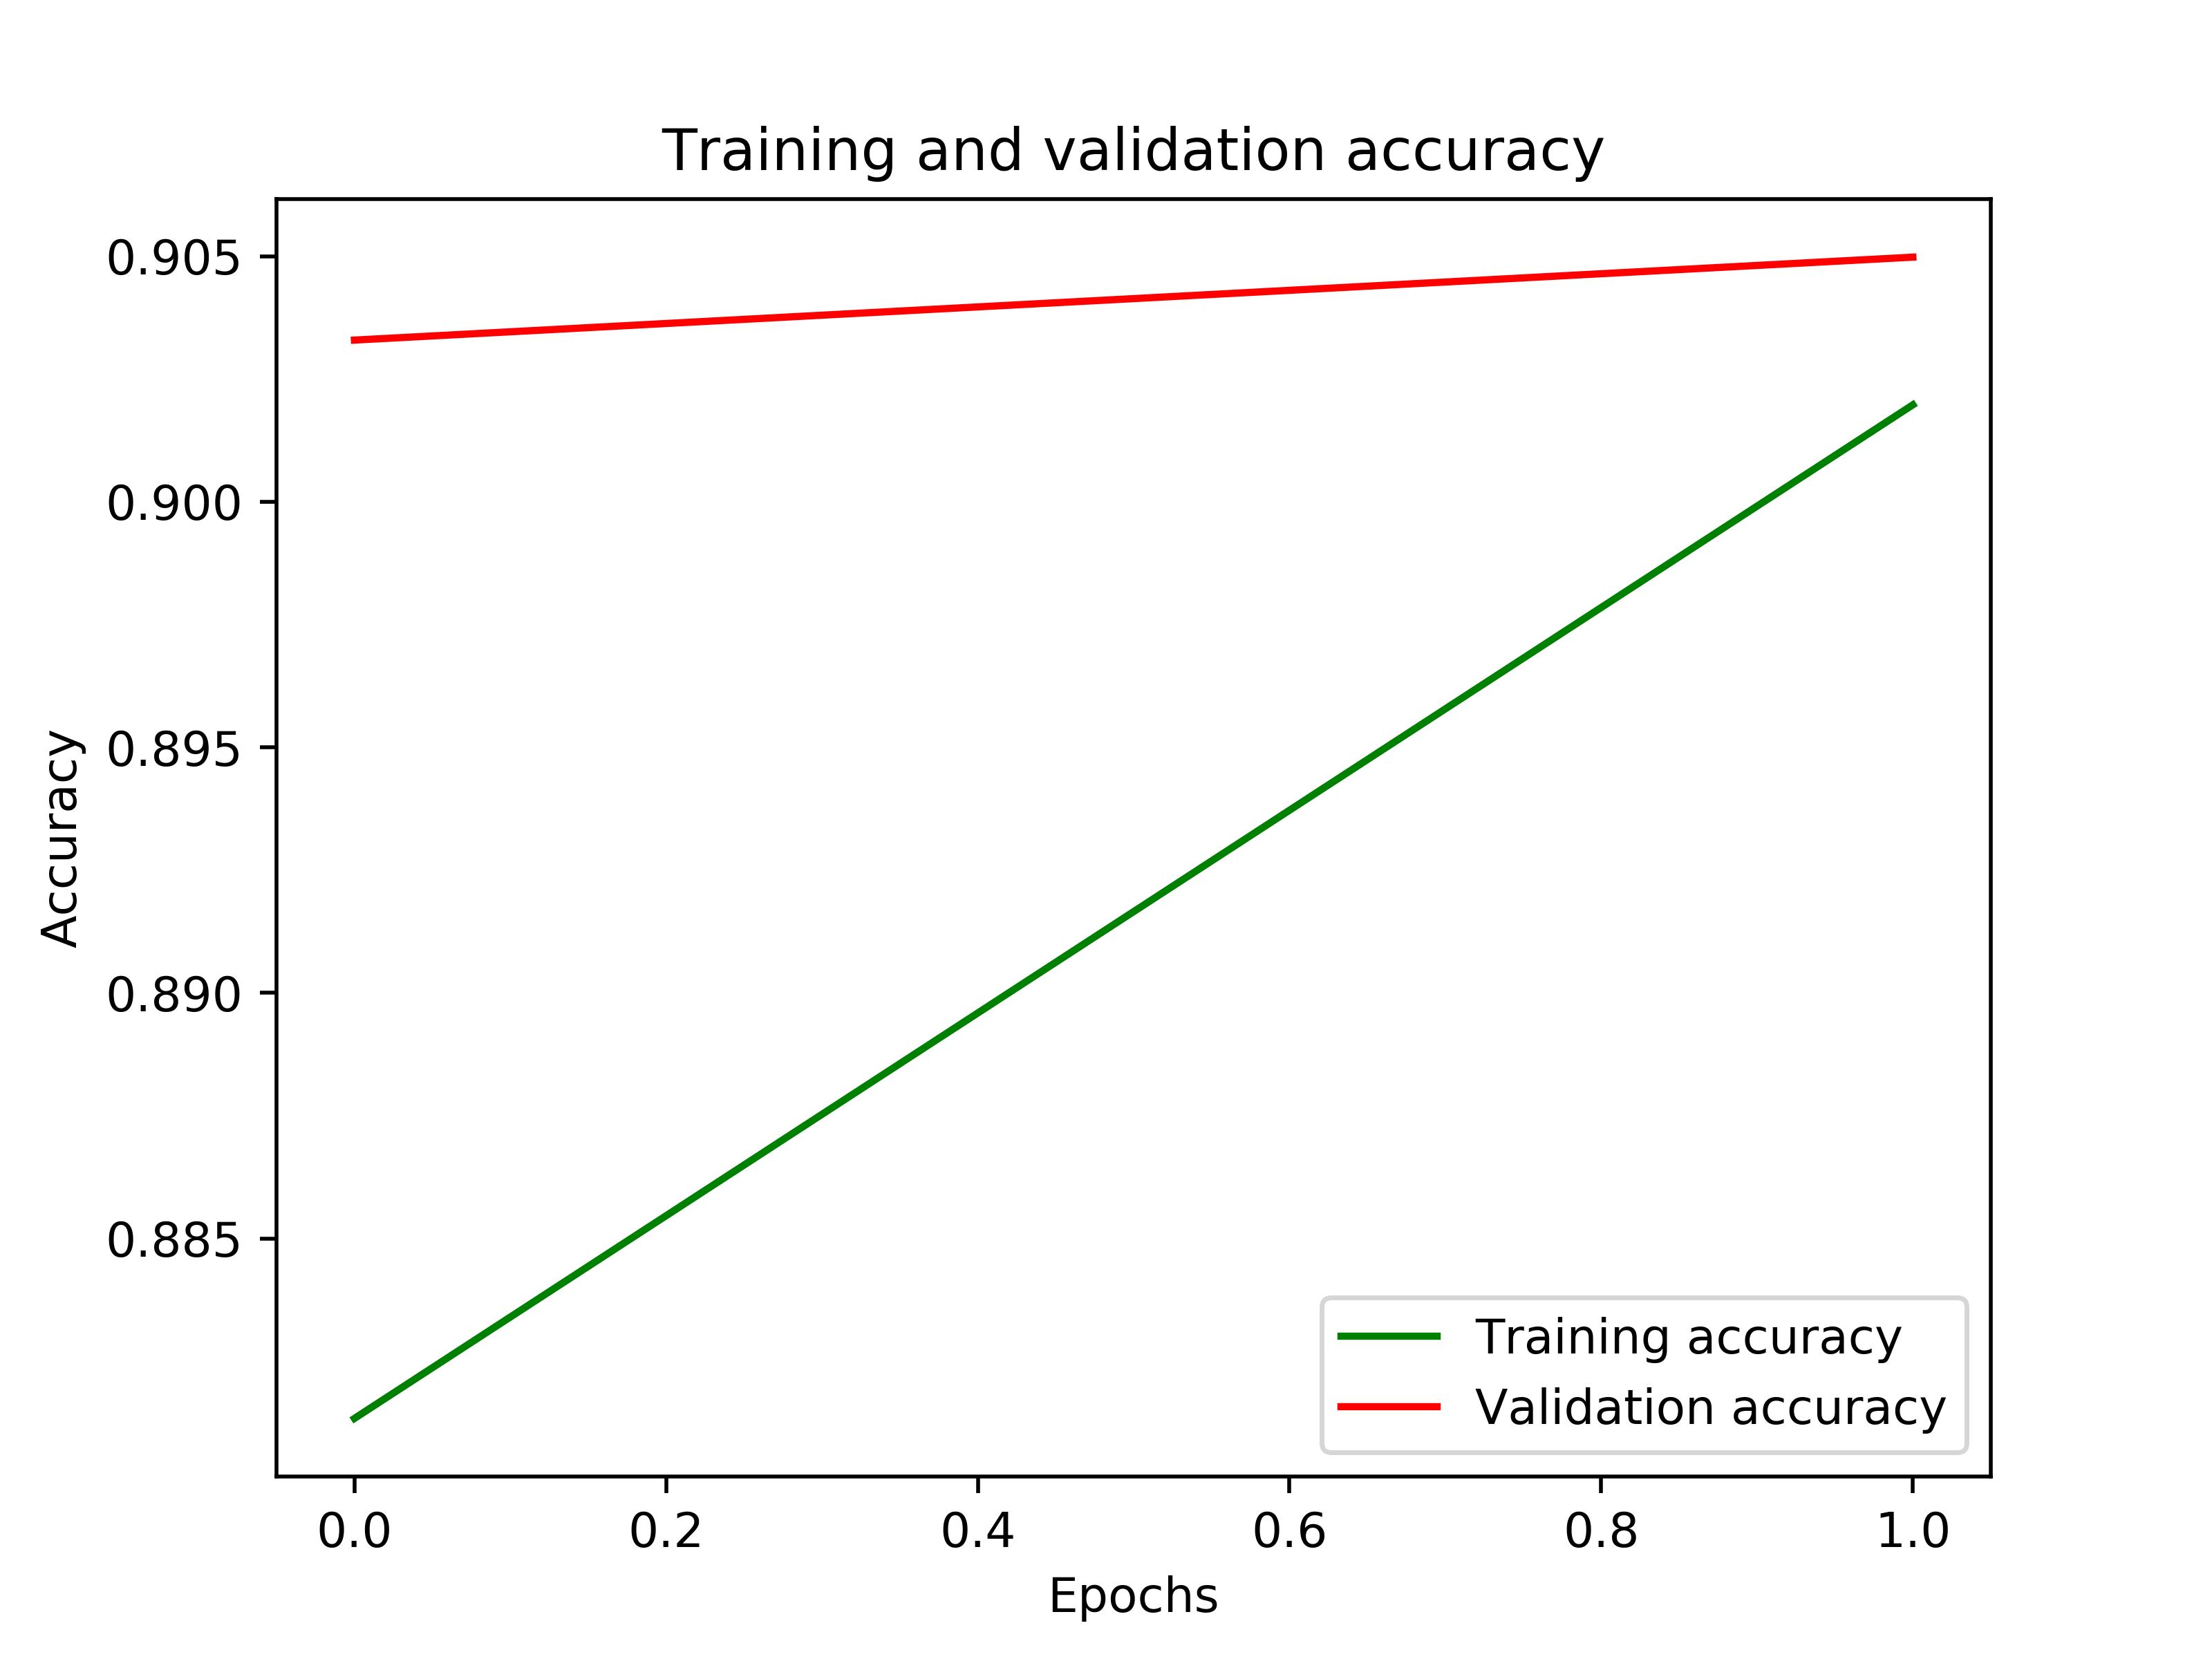 Training and validation accuracy
0.905
0.900
0.895
0.890
0.885
Accuracy
Training accuracy
Validation accuracy
0.0 0.2 0.4 0.6 0.8 1.0
Epochs